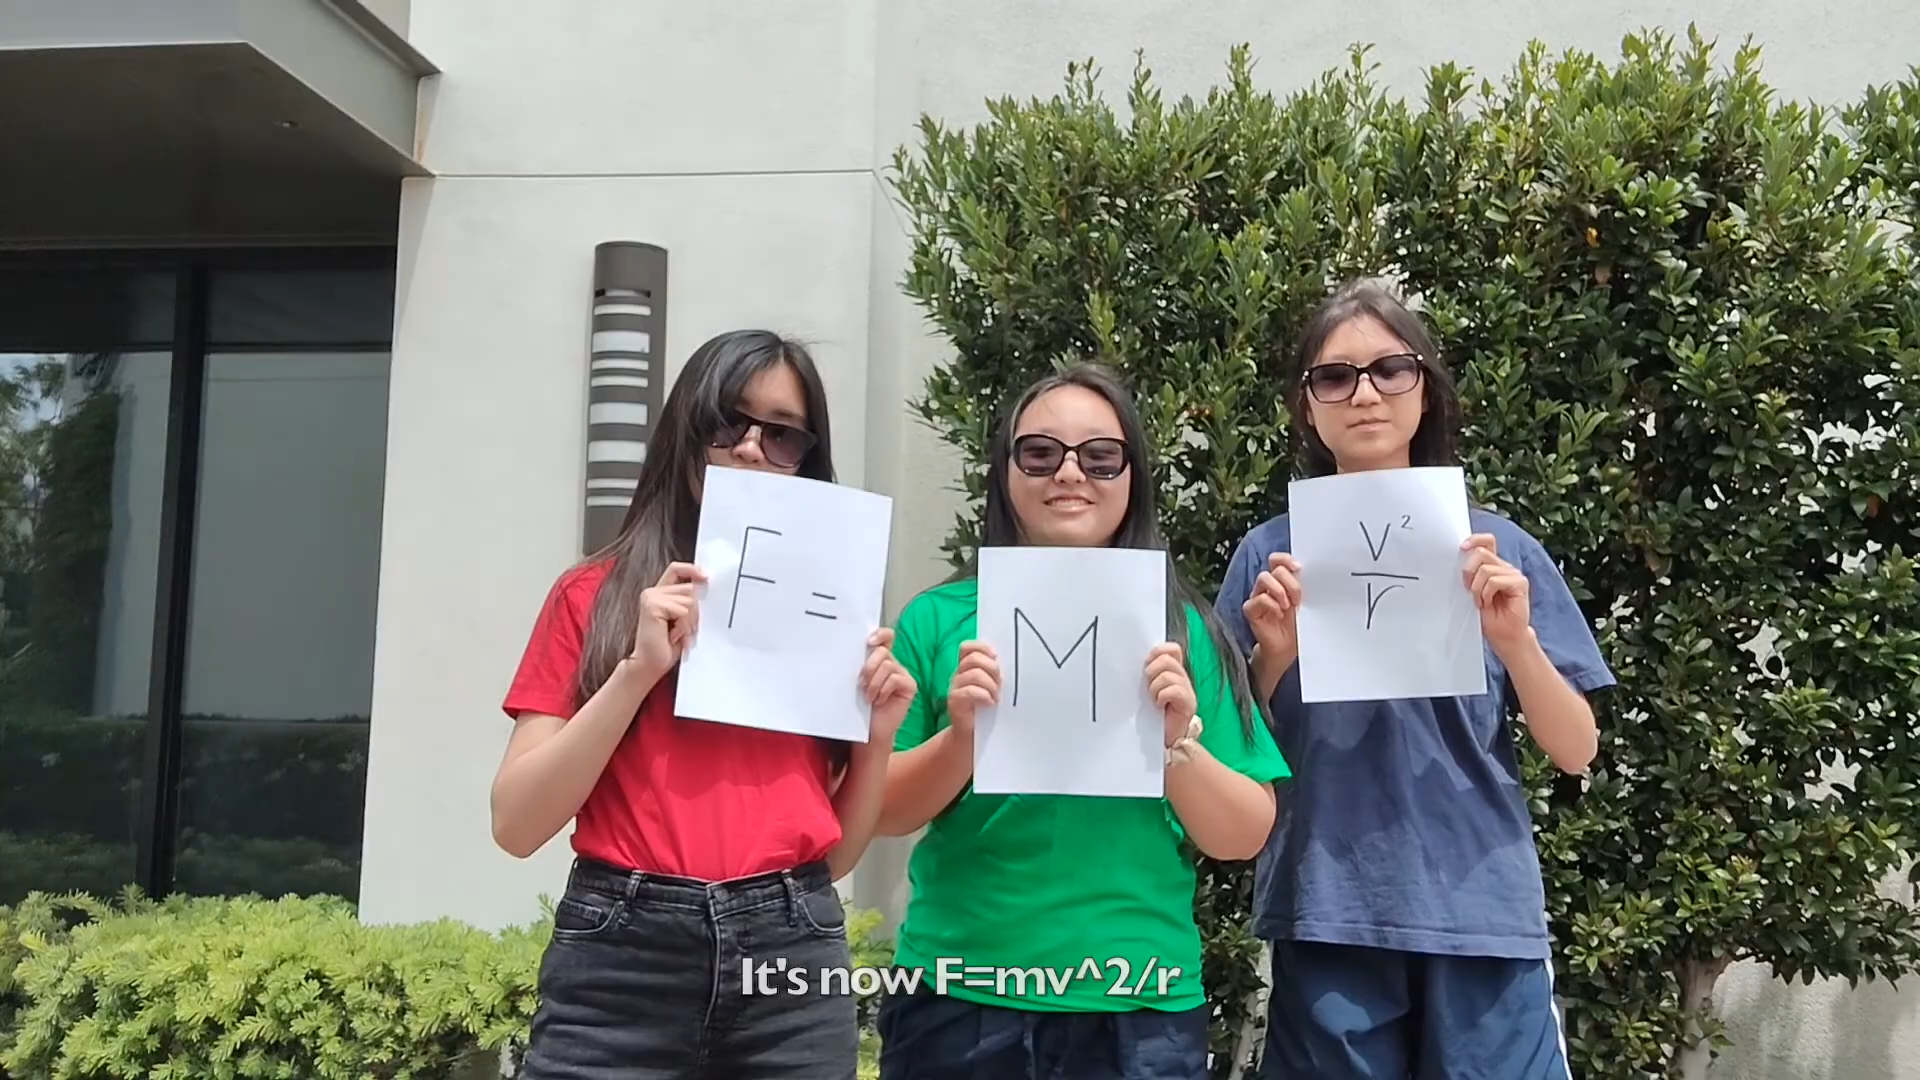 F =
M
v²
r
It's now F=mv^2/r